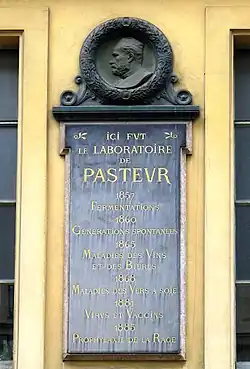 ICI FVT
LE LABORATOIRE
DE
PASTEVR
1857
FERMENTATIONS
1860
GÉNÉRATIONS SPONTANÉES
1865
MALADIES DES VINS
ET DES BIÈRES
1868
MALADIES DES VERS A SOIE
1881
VIRVS ET VACCINS
1885
PROPHYLAXIE DE LA RAGE